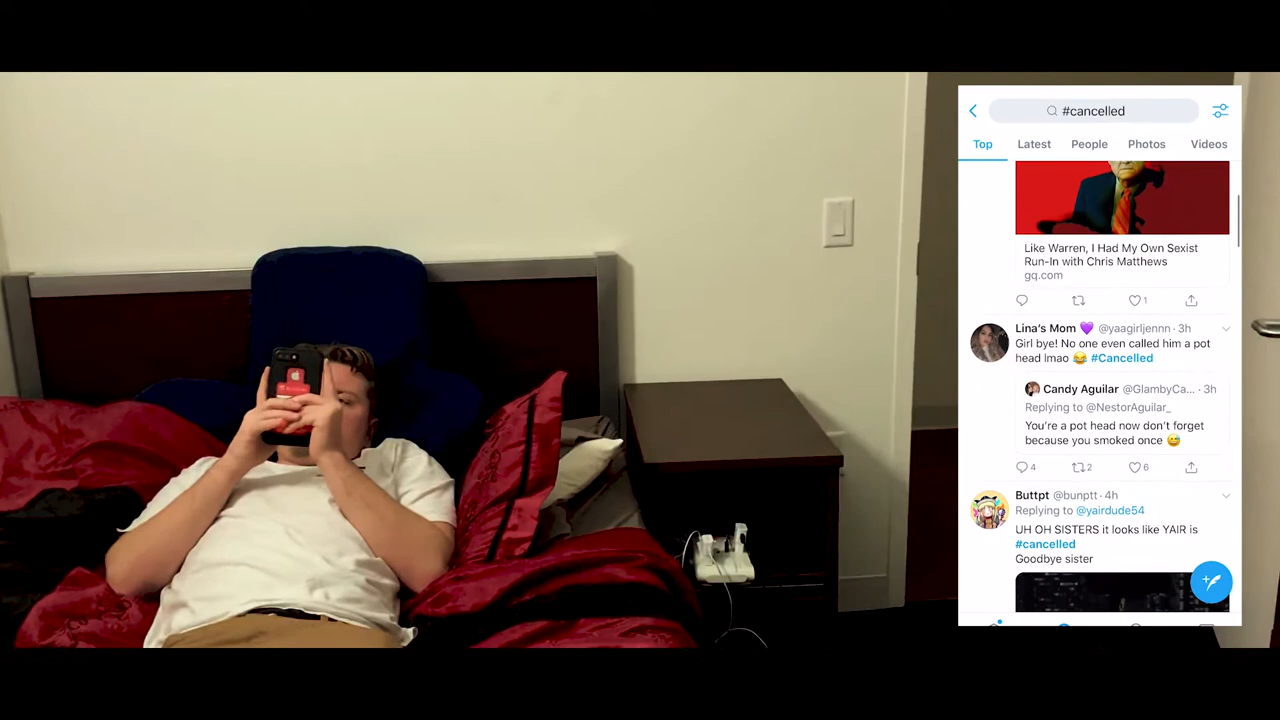 #cancelled
Top Latest People Photos Videos
Like Warren, I Had My Own Sexist
Run-In with Chris Matthews
gq.com
1
Lina's Mom 💜 @yaagirljennn · 3h
Girl bye! No one even called him a pot
head lmao 😂 #Cancelled
Candy Aguilar @GlambyCa... · 3h
Replying to @NestorAguilar_
You're a pot head now don't forget
because you smoked once 😅
4 2 6
Buttpt @bunptt · 4h
Replying to @yairdude54
UH OH SISTERS it looks like YAIR is
#cancelled
Goodbye sister